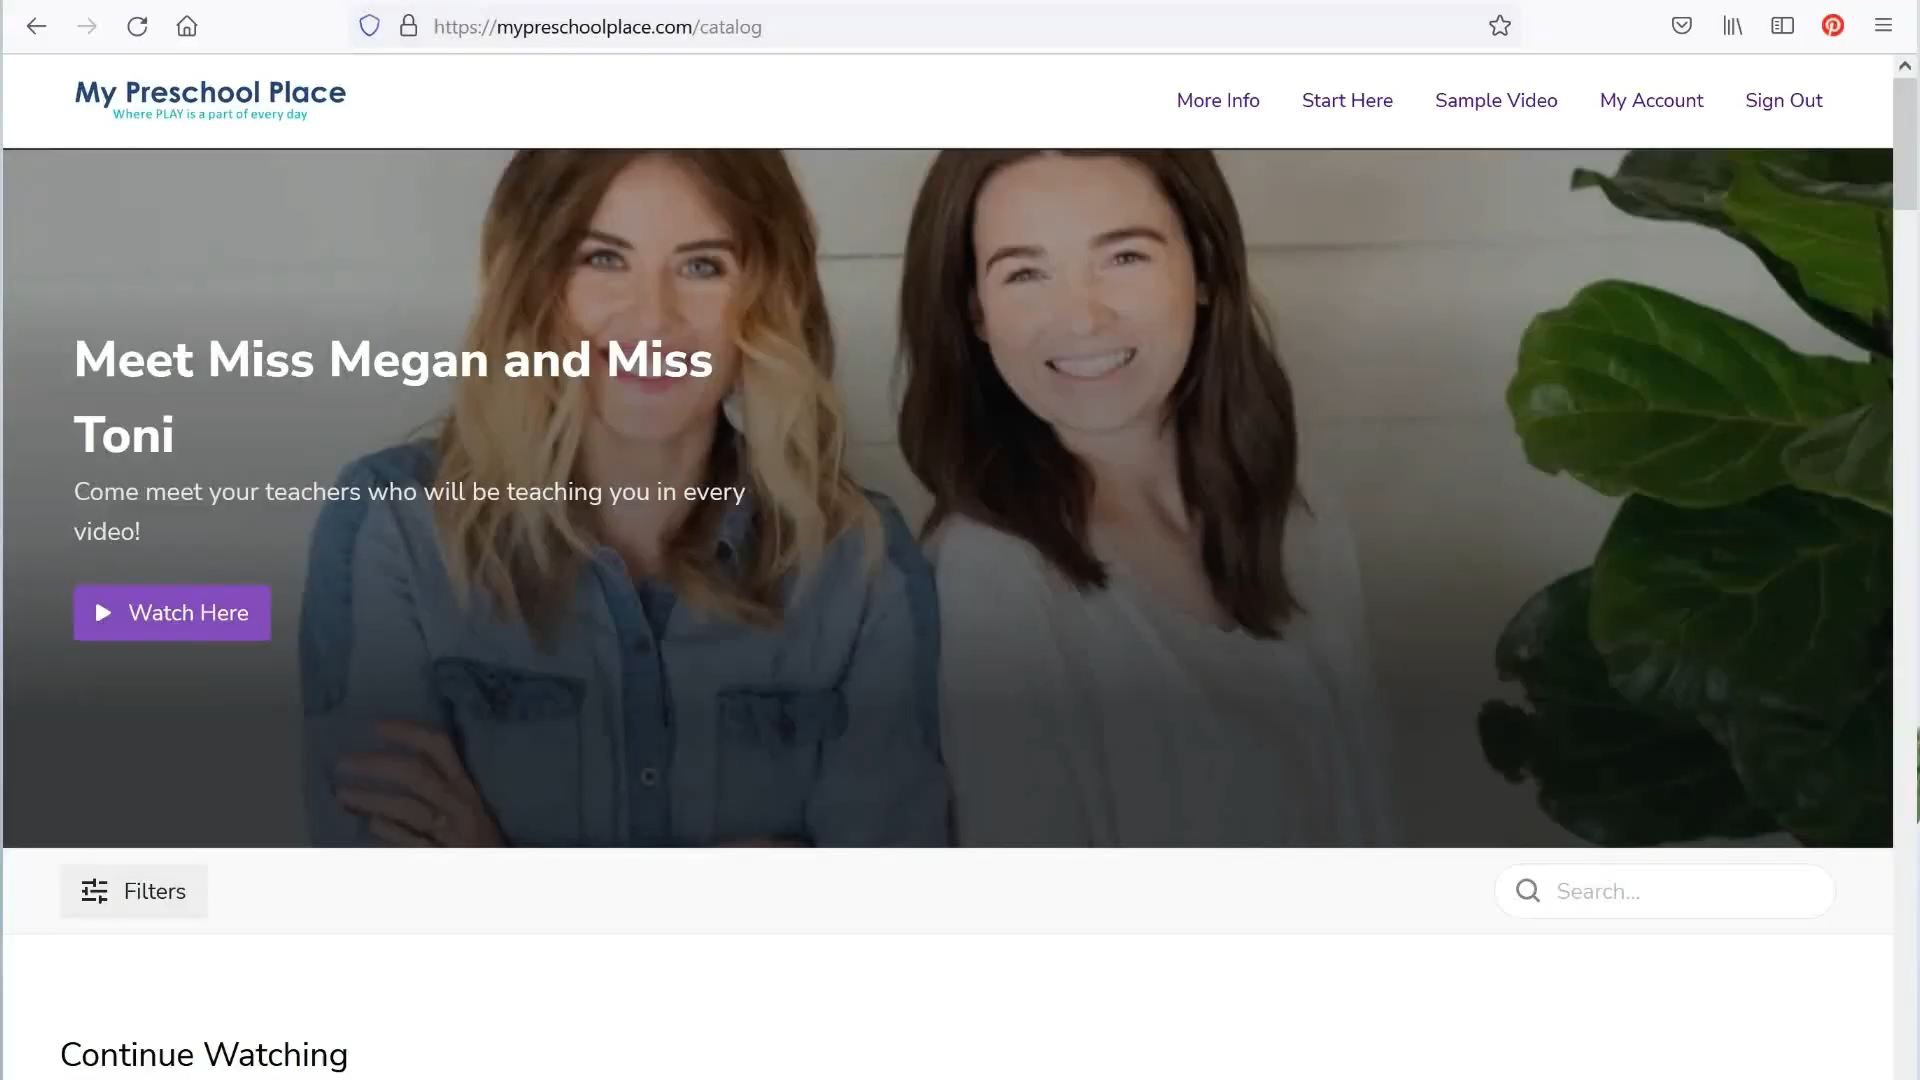 https://mypreschoolplace.com/catalog
My Preschool Place
Where PLAY is a part of every day
More Info
Start Here
Sample Video
My Account
Sign Out
Meet Miss Megan and Miss
Toni
Come meet your teachers who will be teaching you in every
video!
Watch Here
Filters
Search...
Continue Watching